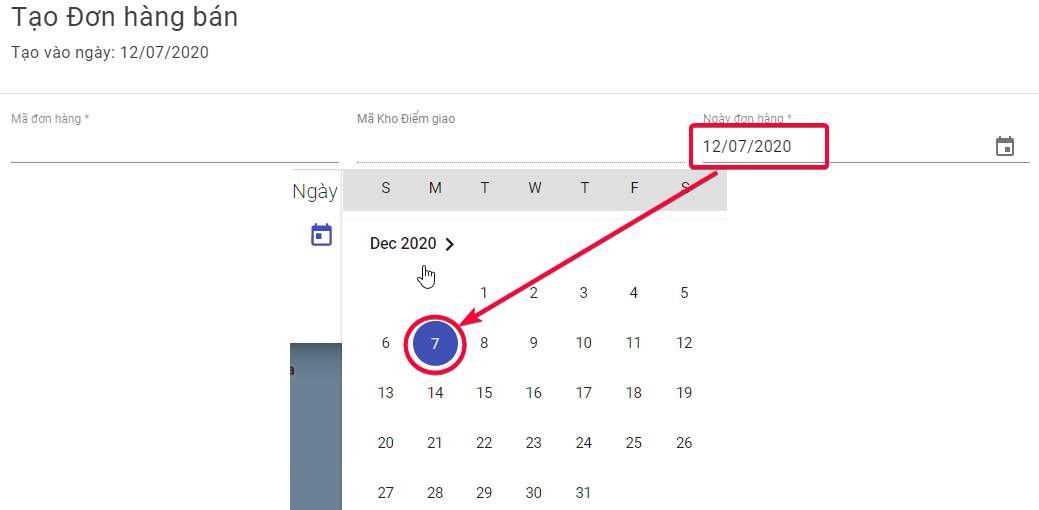 Tạo Đơn hàng bán
Tạo vào ngày: 12/07/2020
Mã đơn hàng *
Mã Kho Điểm giao
Ngày đơn hàng *
12/07/2020
Ngày
S M T W T F S
Dec 2020
1 2 3 4 5
6 7 8 9 10 11 12
13 14 15 16 17 18 19
20 21 22 23 24 25 26
27 28 29 30 31